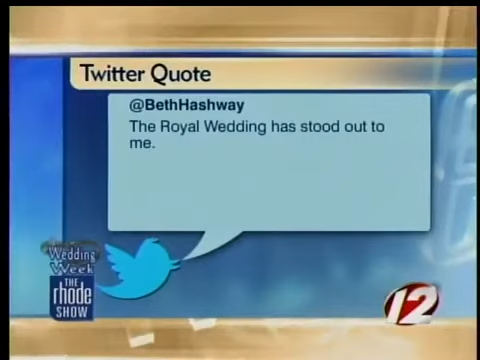 Twitter Quote
@BethHashway
The Royal Wedding has stood out to
me.
Wedding
Week
THE
rhode
SHOW
12